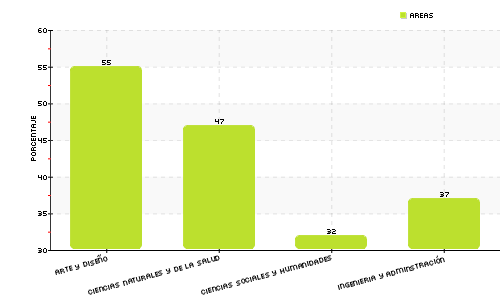 AREAS
60
55
50
45
40
35
30
PORCENTAJE
55
47
32
37
ARTE Y DISEÑO
CIENCIAS NATURALES Y DE LA SALUD
CIENCIAS SOCIALES Y HUMANIDADES
INGENIERIA Y ADMINISTRACIÓN